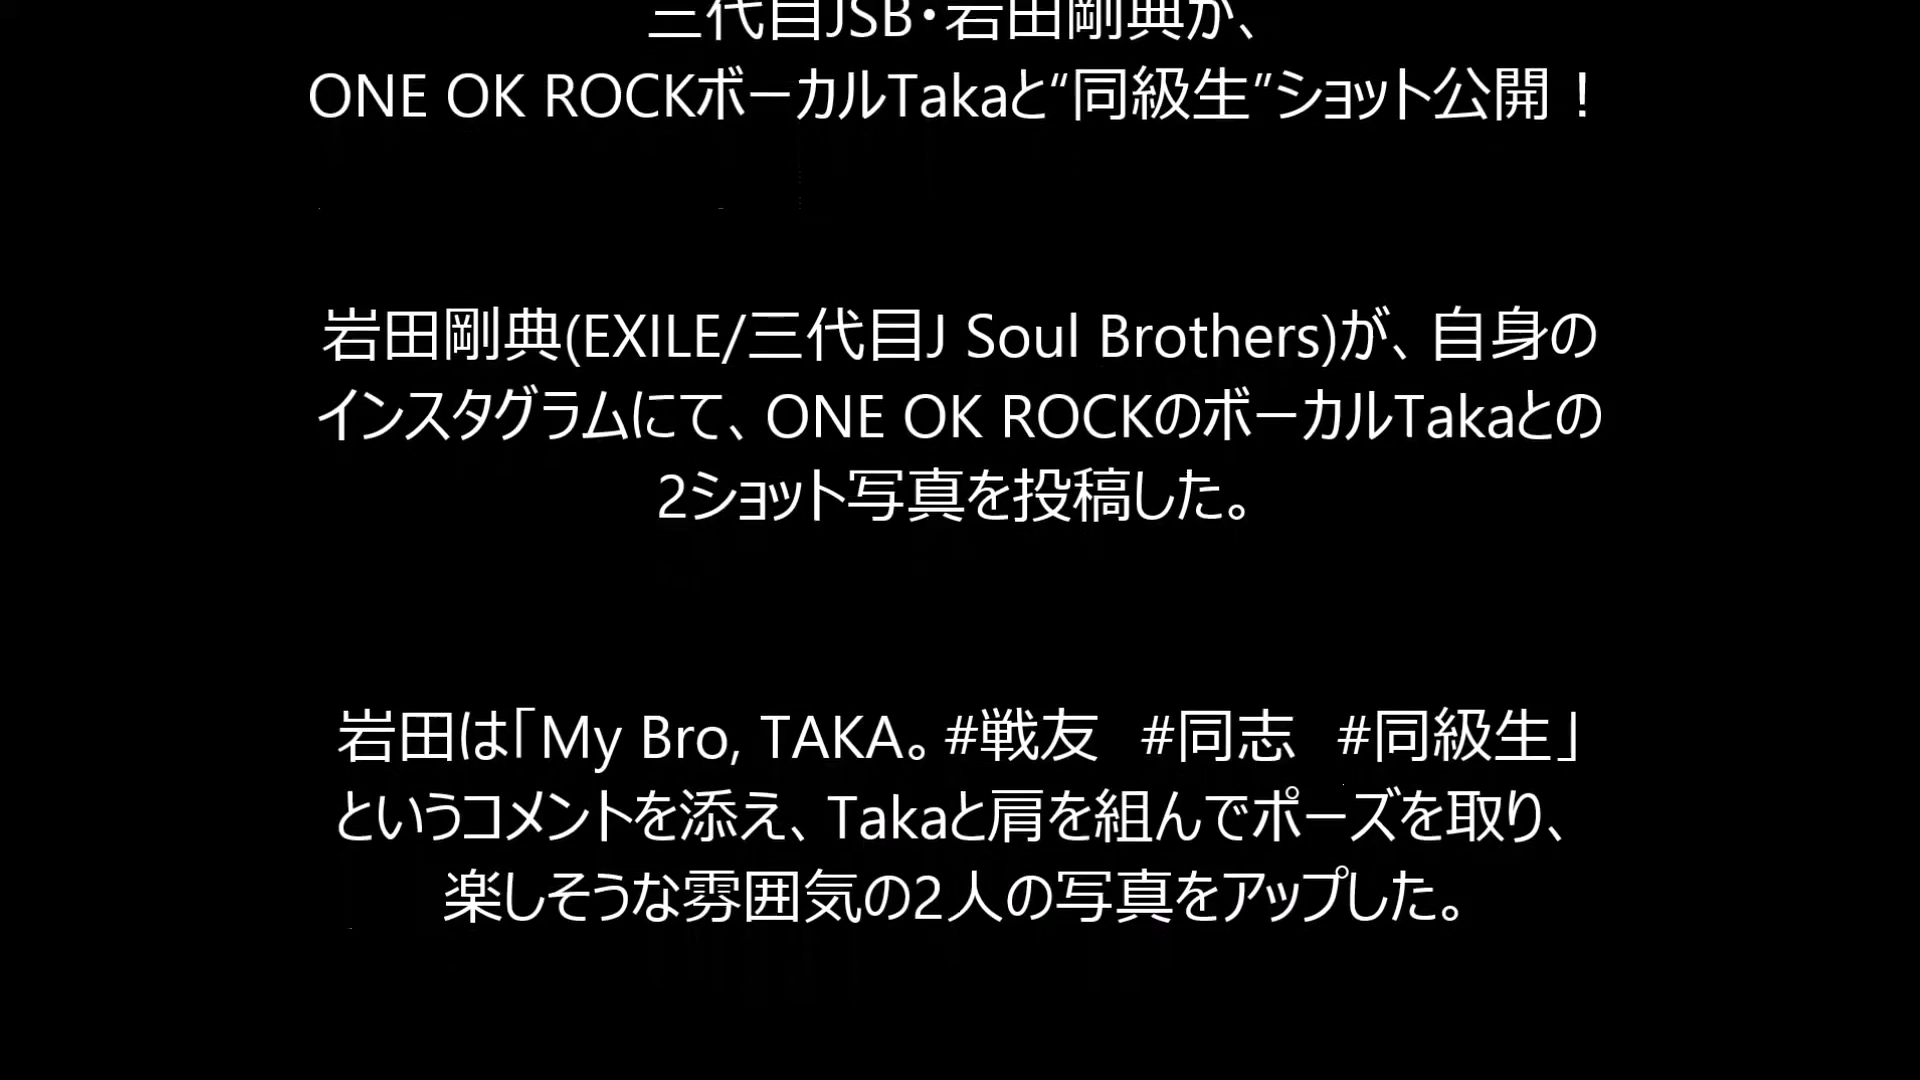 三代目JSB・岩田剛典が、
ONE OK ROCKボーカルTakaと“同級生”ショット公開！
岩田剛典(EXILE/三代目J Soul Brothers)が、自身の
インスタグラムにて、ONE OK ROCKのボーカルTakaとの
2ショット写真を投稿した。
岩田は「My Bro, TAKA。#戦友　#同志　#同級生」
というコメントを添え、Takaと肩を組んでポーズを取り、
楽しそうな雰囲気の2人の写真をアップした。